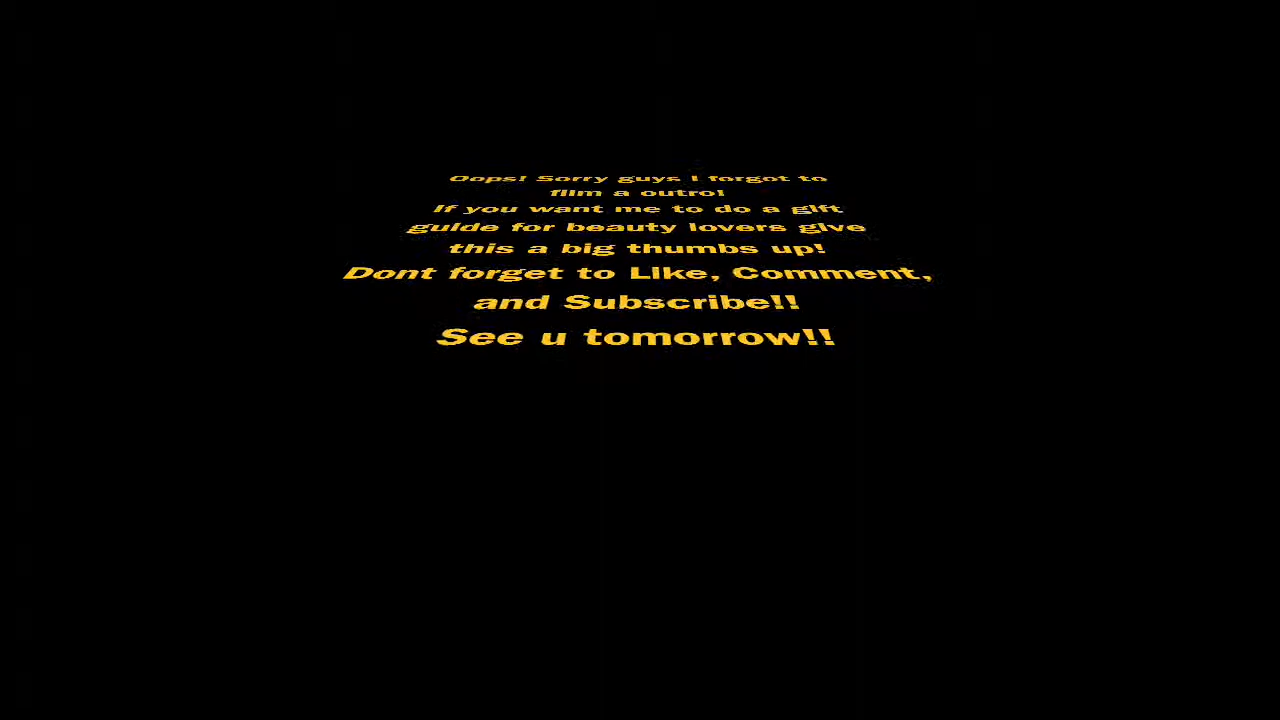 Oops! Sorry guys I forgot to
film a outro!
If you want me to do a gift
guide for beauty lovers give
this a big thumbs up!
Dont forget to Like, Comment,
and Subscribe!!
See u tomorrow!!